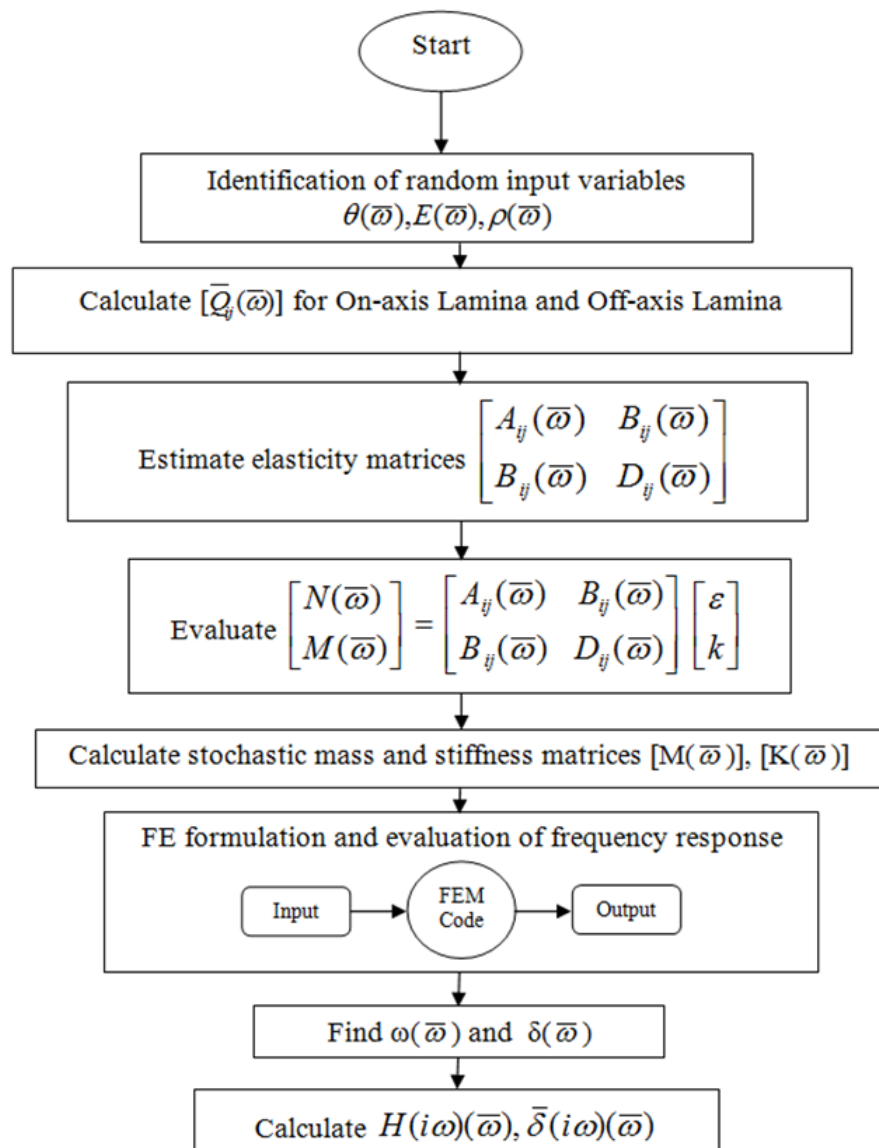 Start
Identification of random input variables
θ(ω̅),E(ω̅),ρ(ω̅)
Calculate [Q̅ij(ω̅)] for On-axis Lamina and Off-axis Lamina
Estimate elasticity matrices [Aij(ω̅) Bij(ω̅)
Bij(ω̅) Dij(ω̅)]
Evaluate [N(ω̅) M(ω̅)] = [Aij(ω̅) Bij(ω̅)
Bij(ω̅) Dij(ω̅)] [ε k]
Calculate stochastic mass and stiffness matrices [M(ω̅)], [K(ω̅)]
FE formulation and evaluation of frequency response
Input
FEM
Code
Output
Find ω(ω̅) and δ(ω̅)
Calculate H(iω)(ω̅), δ̅(iω)(ω̅)